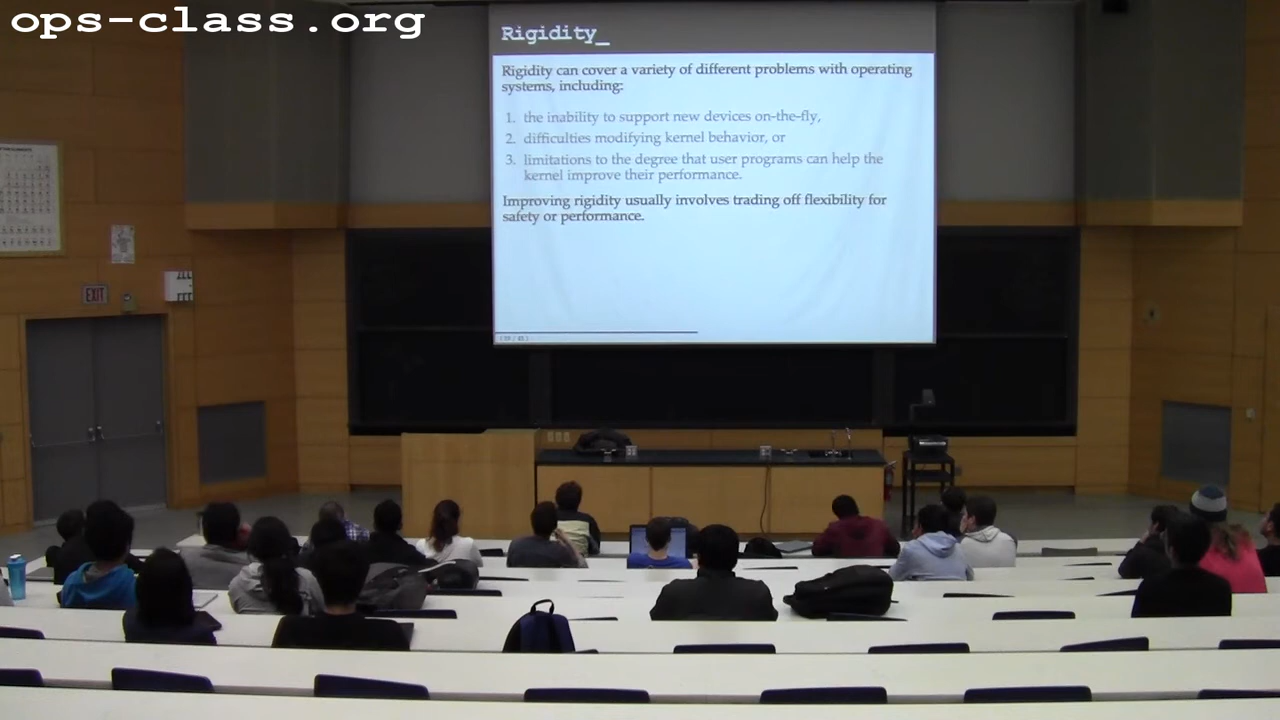 ops-class.org
Rigidity_
Rigidity can cover a variety of different problems with operating
systems, including:
1. the inability to support new devices on-the-fly,
2. difficulties modifying kernel behavior, or
3. limitations to the degree that user programs can help the
kernel improve their performance.
Improving rigidity usually involves trading off flexibility for
safety or performance.
EXIT